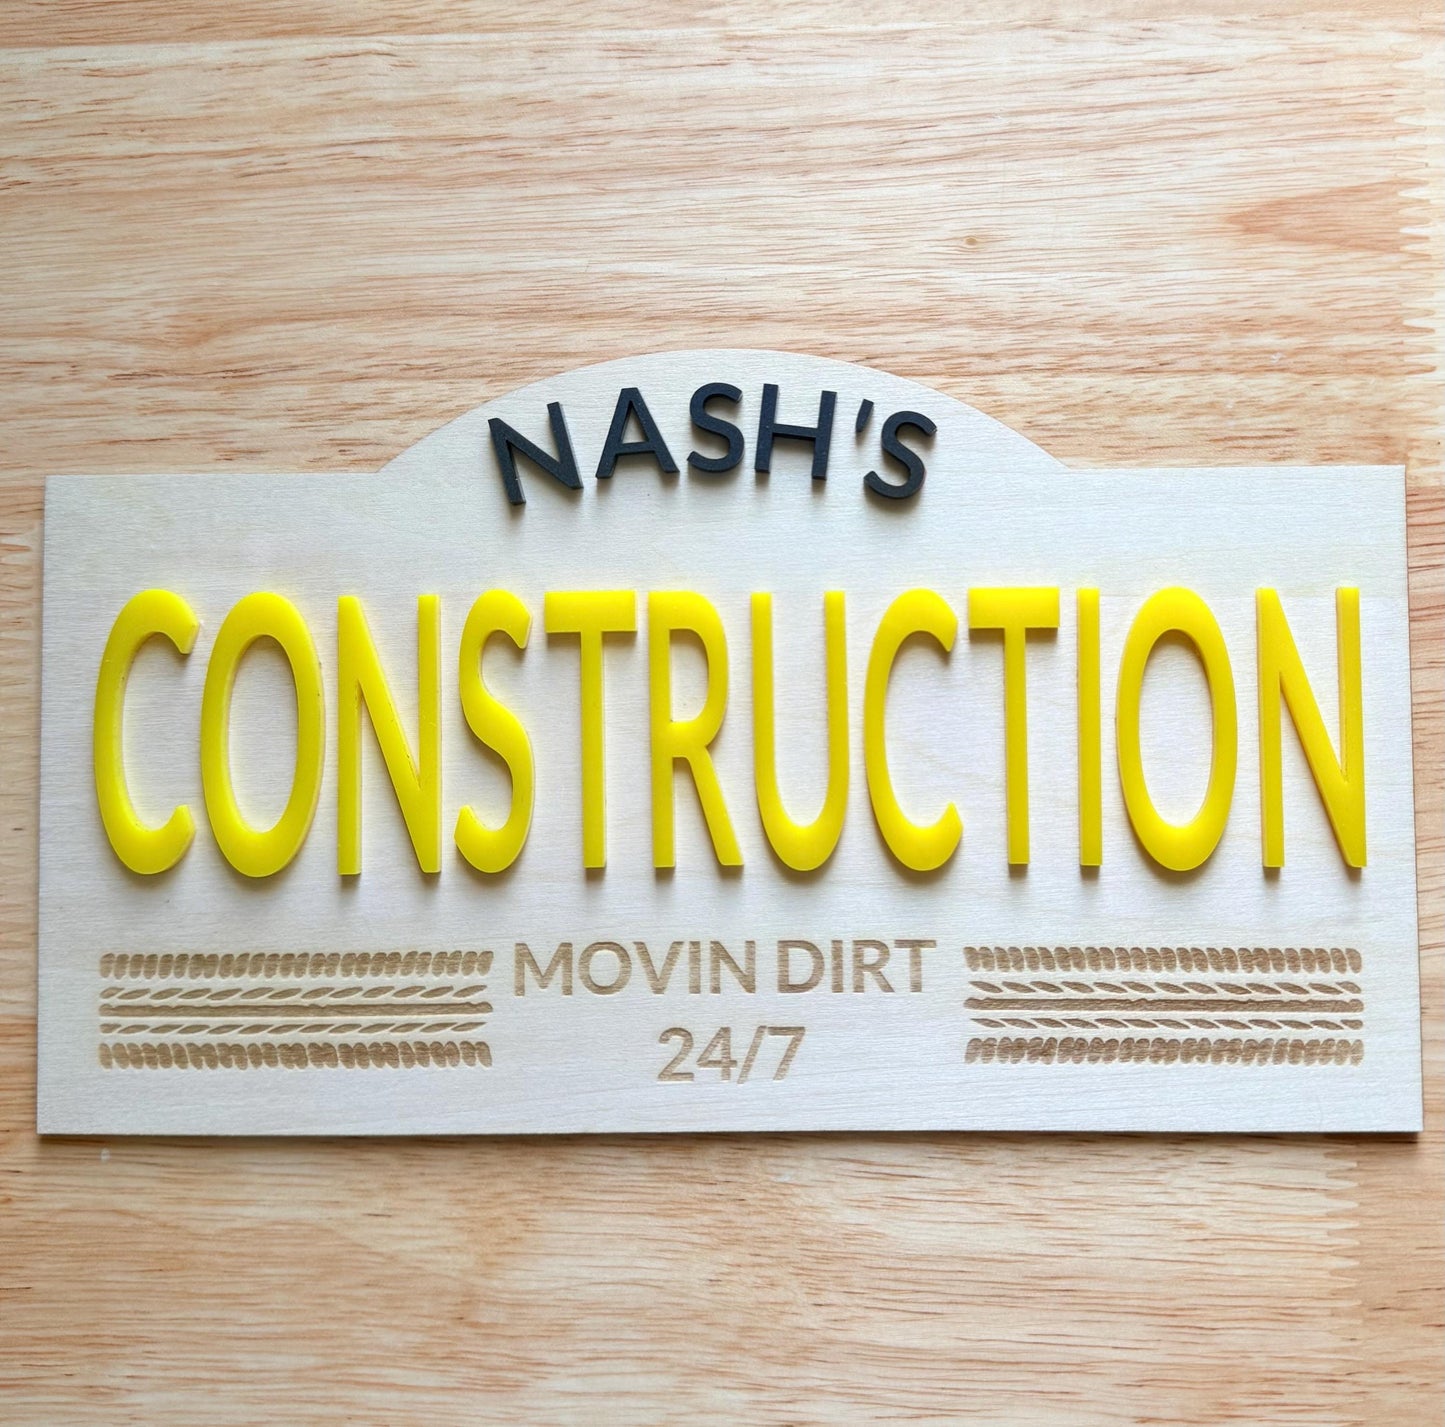 NASH'S
CONSTRUCTION
MOVIN DIRT
24/7